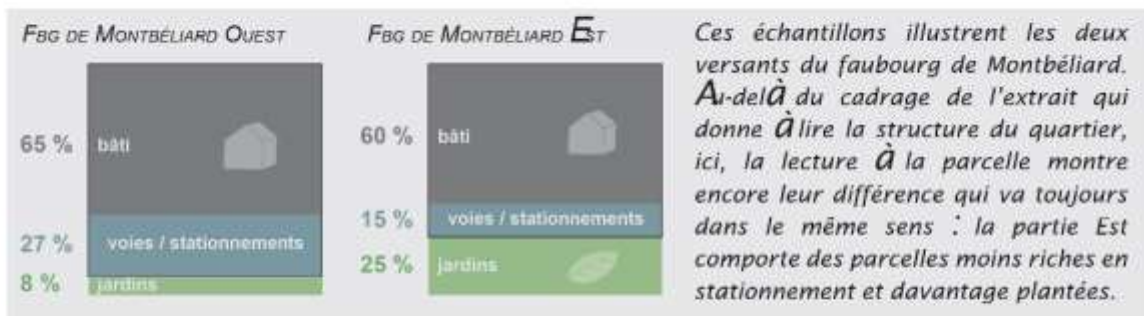 FBG DE MONTBÉLIARD OUEST
65 % bâti
27 % voies / stationnements
8 % jardins
FBG DE MONTBÉLIARD EST
60 % bâti
15 % voies / stationnements
25 % jardins
Ces échantillons illustrent les deux
versants du faubourg de Montbéliard.
Au-delà du cadrage de l'extrait qui
donne à lire la structure du quartier,
ici, la lecture à la parcelle montre
encore leur différence qui va toujours
dans le même sens : la partie Est
comporte des parcelles moins riches en
stationnement et davantage plantées.